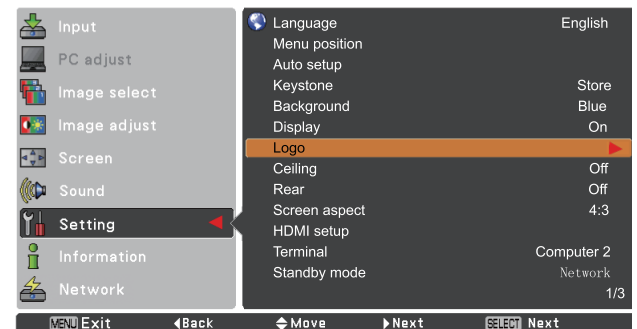 Input
PC adjust
Image select
Image adjust
Screen
Sound
Setting
Information
Network
Language English
Menu position
Auto setup
Keystone Store
Background Blue
Display On
Logo
Ceiling Off
Rear Off
Screen aspect 4:3
HDMI setup
Terminal Computer 2
Standby mode Network
1/3
MENU Exit Back Move Next SELECT Next